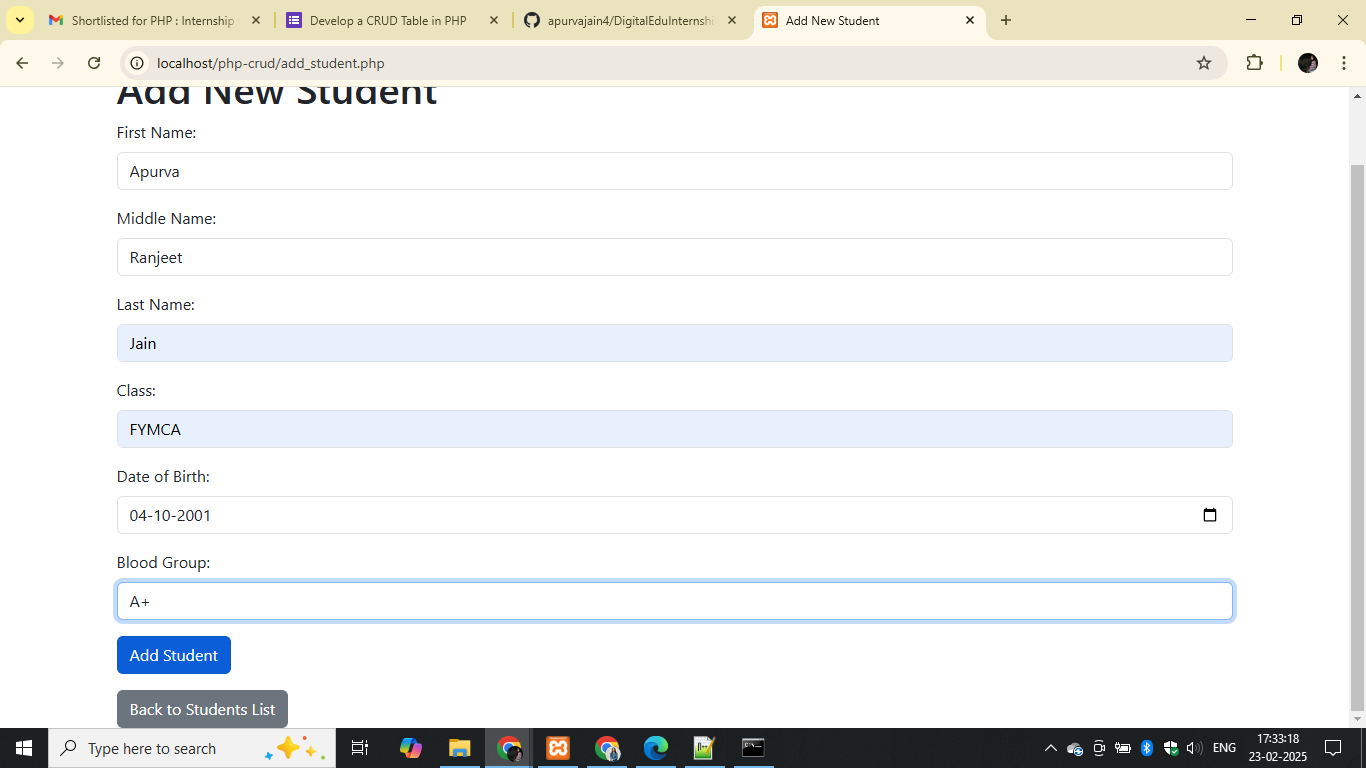 Shortlisted for PHP : Internship
Develop a CRUD Table in PHP
apurvajain4/DigitalEduInternshi
Add New Student
localhost/php-crud/add_student.php
Add New Student
First Name:
Apurva
Middle Name:
Ranjeet
Last Name:
Jain
Class:
FYMCA
Date of Birth:
04-10-2001
Blood Group:
A+
Add Student
Back to Students List
Type here to search
ENG
17:33:18
23-02-2025